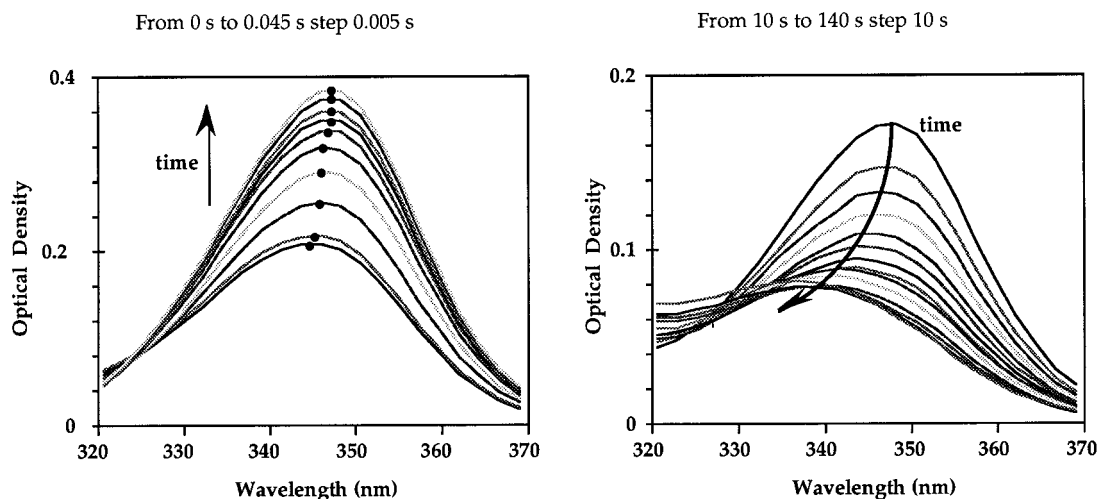 From 0 s to 0.045 s step 0.005 s
From 10 s to 140 s step 10 s
0.4
0.2
0
time
Optical Density
320 330 340 350 360 370
Wavelength (nm)
0.2
0.1
0
time
Optical Density
320 330 340 350 360 370
Wavelength (nm)